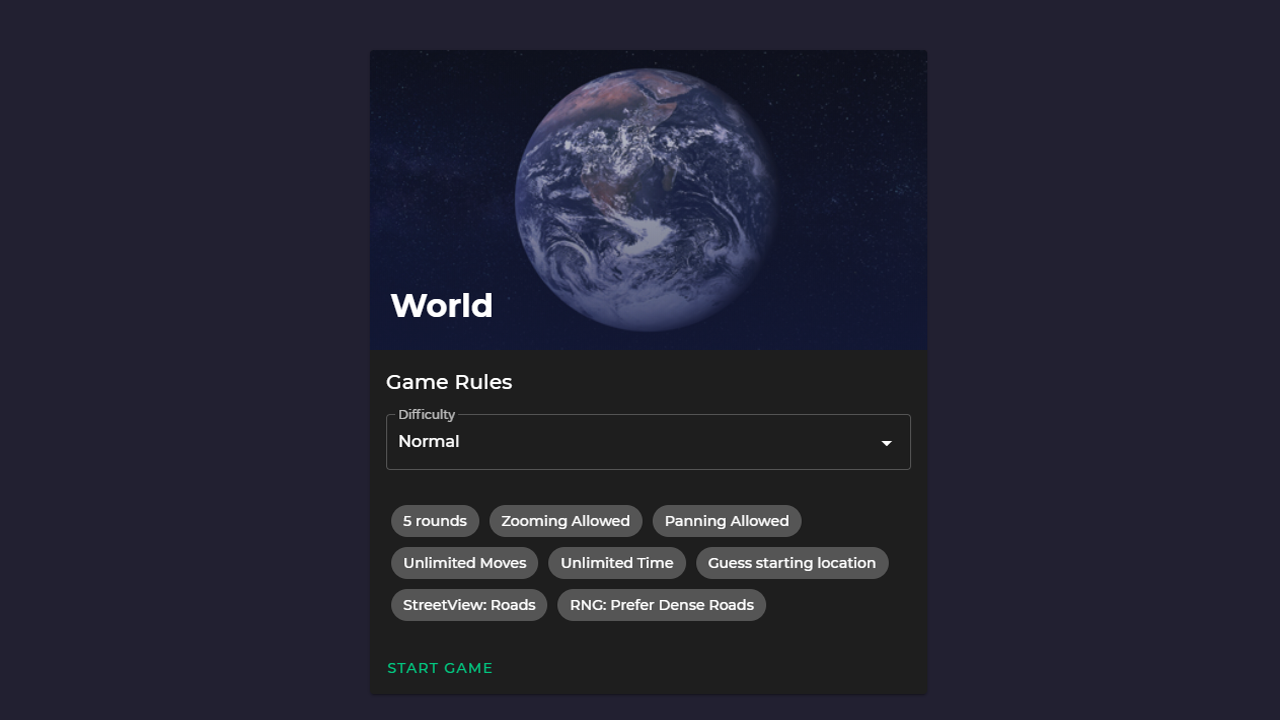 World
Game Rules
Difficulty
Normal
5 rounds Zooming Allowed Panning Allowed
Unlimited Moves Unlimited Time Guess starting location
StreetView: Roads RNG: Prefer Dense Roads
START GAME